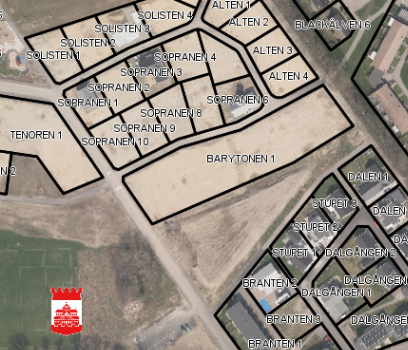 SOLISTEN 4
SOLISTEN 3
SOLISTEN 2
SOLISTEN 1
ALTEN 1
ALTEN 2
ALTEN 3
ALTEN 4
BLACKÄLVEN 6
SOPRANEN 4
SOPRANEN 3
SOPRANEN 2
SOPRANEN 1
SOPRANEN 6
SOPRANEN 8
SOPRANEN 9
SOPRANEN 10
TENOREN 1
N 2
BARYTONEN 1
DALEN 1
DALEN
STUPET 3
STUPET 2
STUPET 1
DALGÅNGEN 2
DALGÅNGEN
DALGÅNGEN 1
DALGÅNGEN
BRANTEN 2
BRANTEN 3
BRANTEN 1